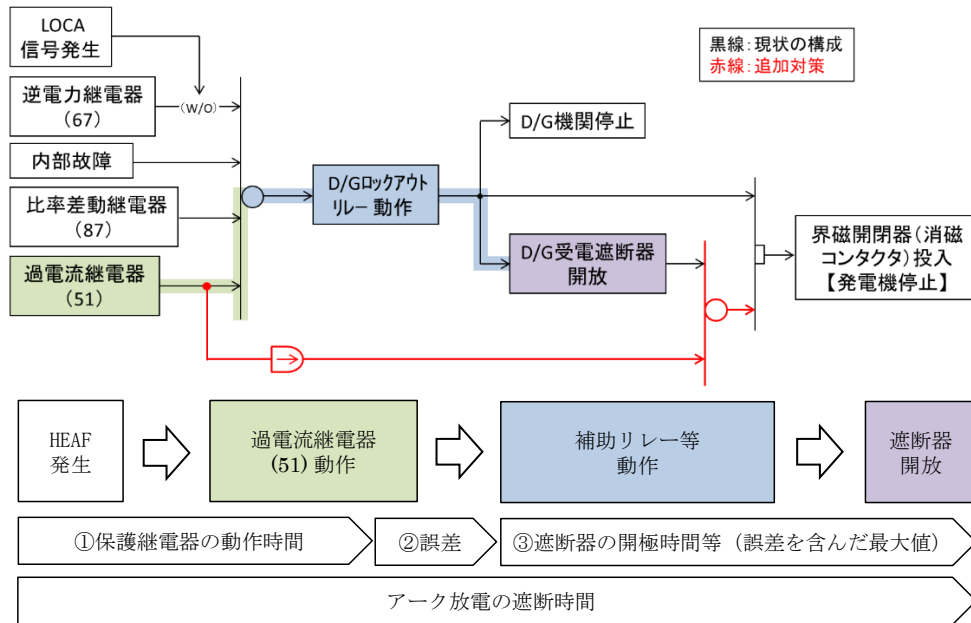 LOCA
信号発生
黒線:現状の構成
赤線:追加対策
逆電力継電器
(67)
(W/O)
D/G機関停止
内部故障
D/Gロックアウト
リレー動作
比率差動継電器
(87)
D/G受電遮断器
開放
界磁開閉器(消磁
コンタクタ)投入
【発電機停止】
過電流継電器
(51)
HEAF
発生
過電流継電器
(51)動作
補助リレー等
動作
遮断器
開放
①保護継電器の動作時間
②誤差
③遮断器の開極時間等(誤差を含んだ最大値)
アーク放電の遮断時間